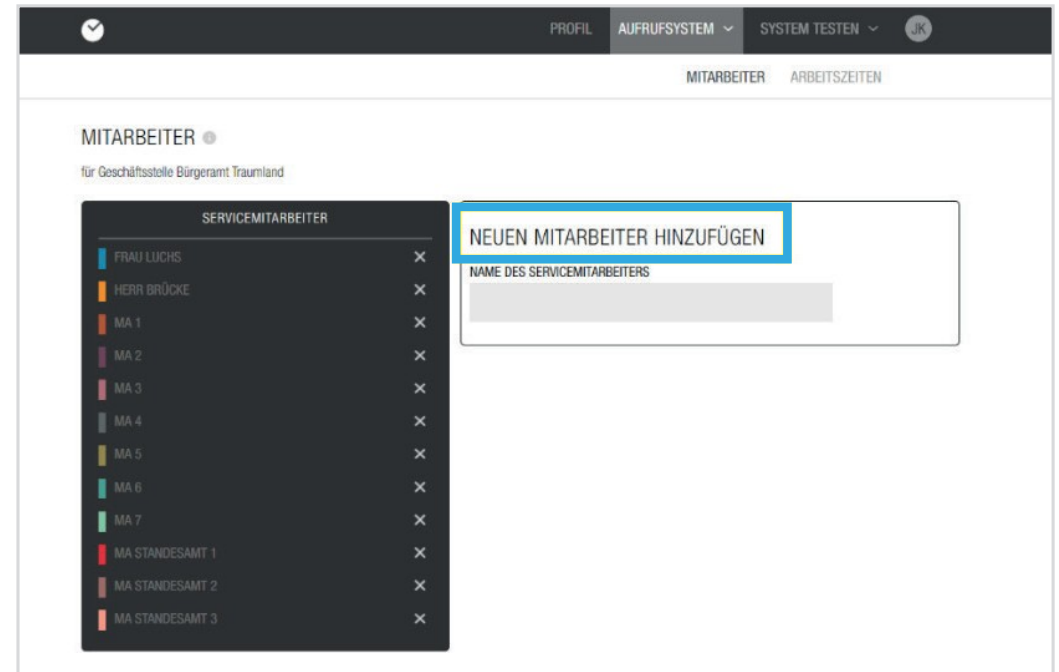 PROFIL AUFRUFSYSTEM SYSTEM TESTEN JK
MITARBEITER ARBEITSZEITEN
MITARBEITER
für Geschäftsstelle Bürgeramt Traumland
SERVICEMITARBEITER
FRAU LUCHS
HERR BRÜCKE
MA 1
MA 2
MA 3
MA 4
MA 5
MA 6
MA 7
MA STANDESAMT 1
MA STANDESAMT 2
MA STANDESAMT 3
NEUEN MITARBEITER HINZUFÜGEN
NAME DES SERVICEMITARBEITERS